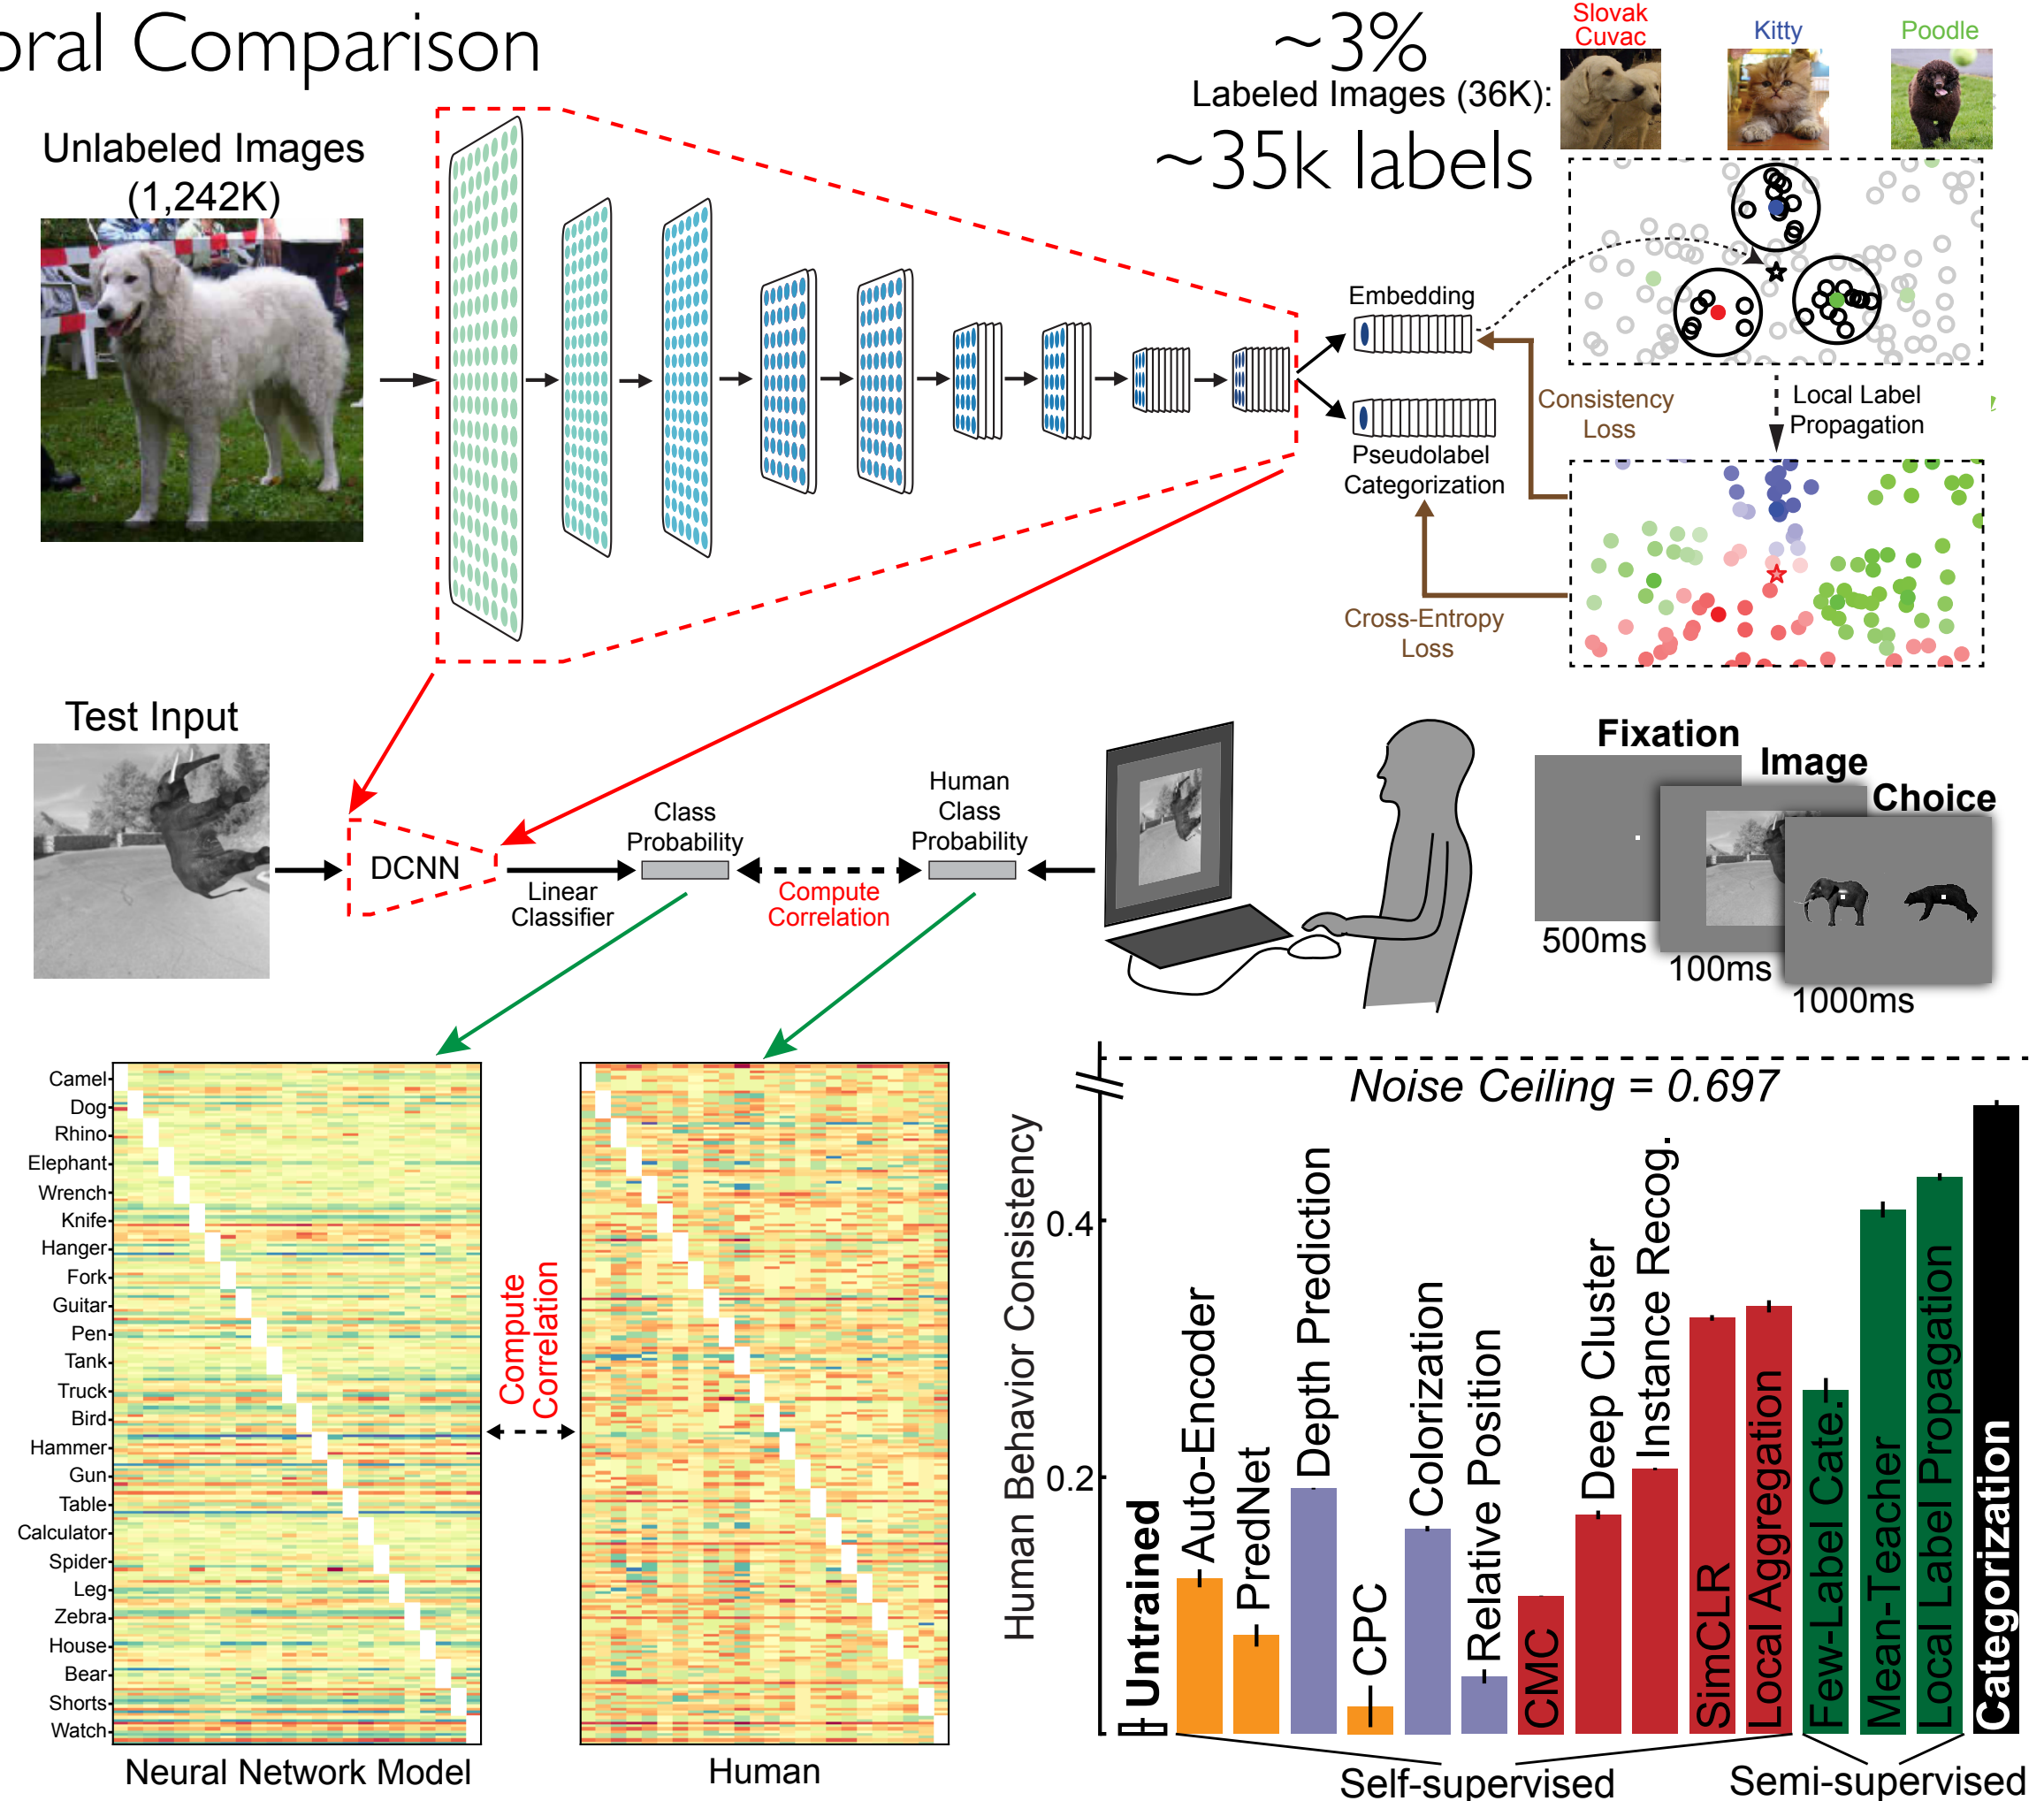 oral Comparison
~3%
Labeled Images (36K):
~35k labels
Slovak
Cuvac
Kitty
Poodle
Unlabeled Images
(1,242K)
Embedding
Pseudolabel
Categorization
Consistency
Loss
Local Label
Propagation
Cross-Entropy
Loss
Test Input
DCNN
Linear
Classifier
Class
Probability
Compute
Correlation
Human
Class
Probability
Fixation
Image
Choice
500ms
100ms
1000ms
Camel
Dog
Rhino
Elephant
Wrench
Knife
Hanger
Fork
Guitar
Pen
Tank
Truck
Bird
Hammer
Gun
Table
Calculator
Spider
Leg
Zebra
House
Bear
Shorts
Watch
Neural Network Model
Compute
Correlation
Human
Human Behavior Consistency
0.4
0.2
Noise Ceiling = 0.697
Untrained
Auto-Encoder
PredNet
Depth Prediction
CPC
Colorization
Relative Position
CMC
Deep Cluster
Instance Recog.
SimCLR
Local Aggregation
Few-Label Cate.
Mean-Teacher
Local Label Propagation
Categorization
Self-supervised
Semi-supervised